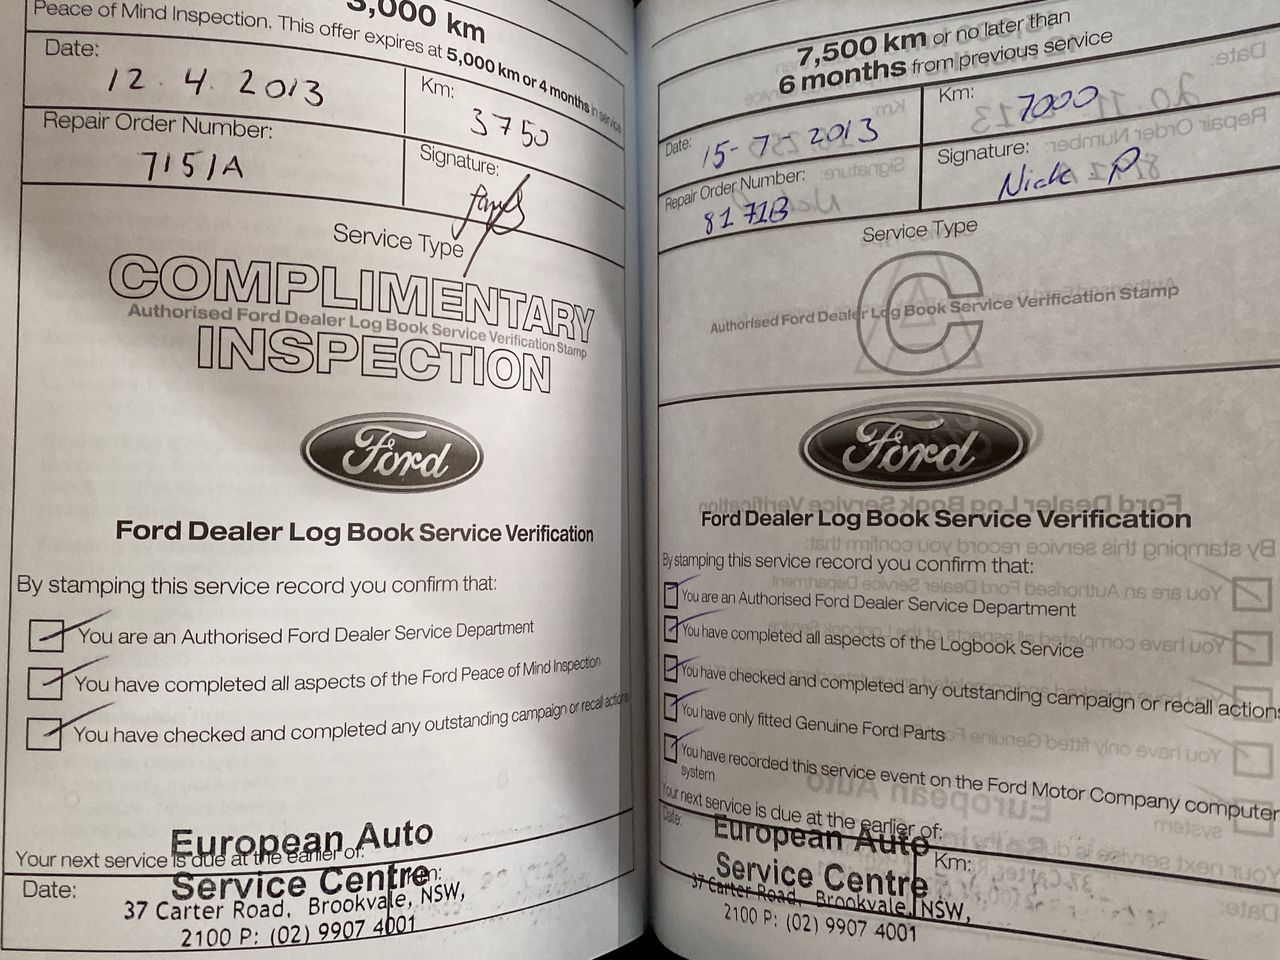 3,000 km
Peace of Mind Inspection. This offer expires at 5,000 km or 4 months in service
Date:
12.4.2013
Km:
3750
Repair Order Number:
7151A
Signature:
Service Type
COMPLIMENTARY
Authorised Ford Dealer Log Book Service Verification Stamp
INSPECTION
Ford
Ford Dealer Log Book Service Verification
By stamping this service record you confirm that:
You are an Authorised Ford Dealer Service Department
You have completed all aspects of the Ford Peace of Mind Inspection
You have checked and completed any outstanding campaign or recall actions
European Auto
Your next service is due at the earlier of:
Service Centre
Date:
Km:
37 Carter Road, Brookvale, NSW,
2100 P: (02) 9907 4001
7,500 km or no later than
6 months from previous service
Date:
15-7-2013
Km:
7000
Repair Order Number:
8171B
Signature:
Nick P
Service Type
C
Authorised Ford Dealer Log Book Service Verification Stamp
Ford
Ford Dealer Log Book Service Verification
By stamping this service record you confirm that:
You are an Authorised Ford Dealer Service Department
You have completed all aspects of the Logbook Service
You have checked and completed any outstanding campaign or recall actions
You have only fitted Genuine Ford Parts
You have recorded this service event on the Ford Motor Company computer
system
Your next service is due at the earlier of:
Date:
European Auto
Km:
Service Centre
37 Carter Road, Brookvale, NSW,
2100 P: (02) 9907 4001